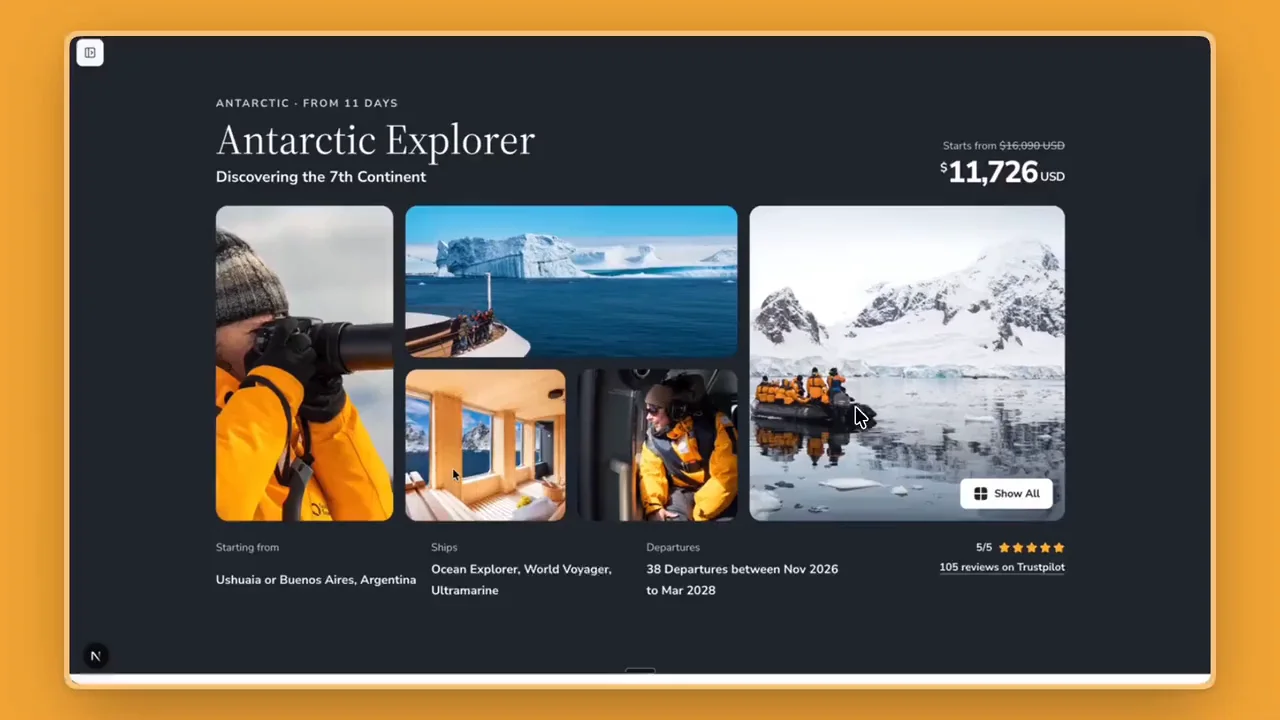 ANTARCTIC · FROM 11 DAYS
Antarctic Explorer
Discovering the 7th Continent
Starts from $16,090 USD
$11,726 USD
Show All
Starting from
Ushuaia or Buenos Aires, Argentina
Ships
Ocean Explorer, World Voyager,
Ultramarine
Departures
38 Departures between Nov 2026
to Mar 2028
5/5
105 reviews on Trustpilot
N